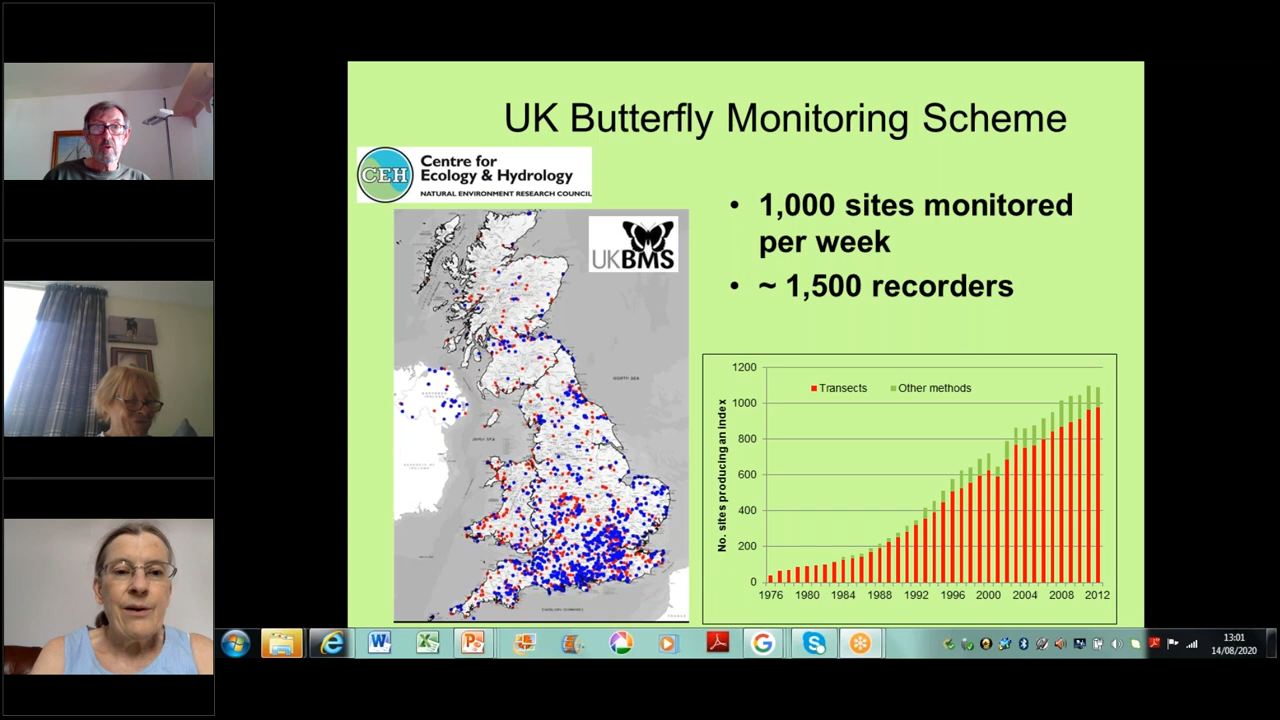 UK Butterfly Monitoring Scheme
CEH
Centre for
Ecology & Hydrology
NATURAL ENVIRONMENT RESEARCH COUNCIL
UKBMS
NORTH SEA
• 1,000 sites monitored
per week
• ~ 1,500 recorders
No. sites producing an index
Transects
Other methods
1200
1000
800
600
400
200
0
1976 1980 1984 1988 1992 1996 2000 2004 2008 2012
13:01
14/08/2020